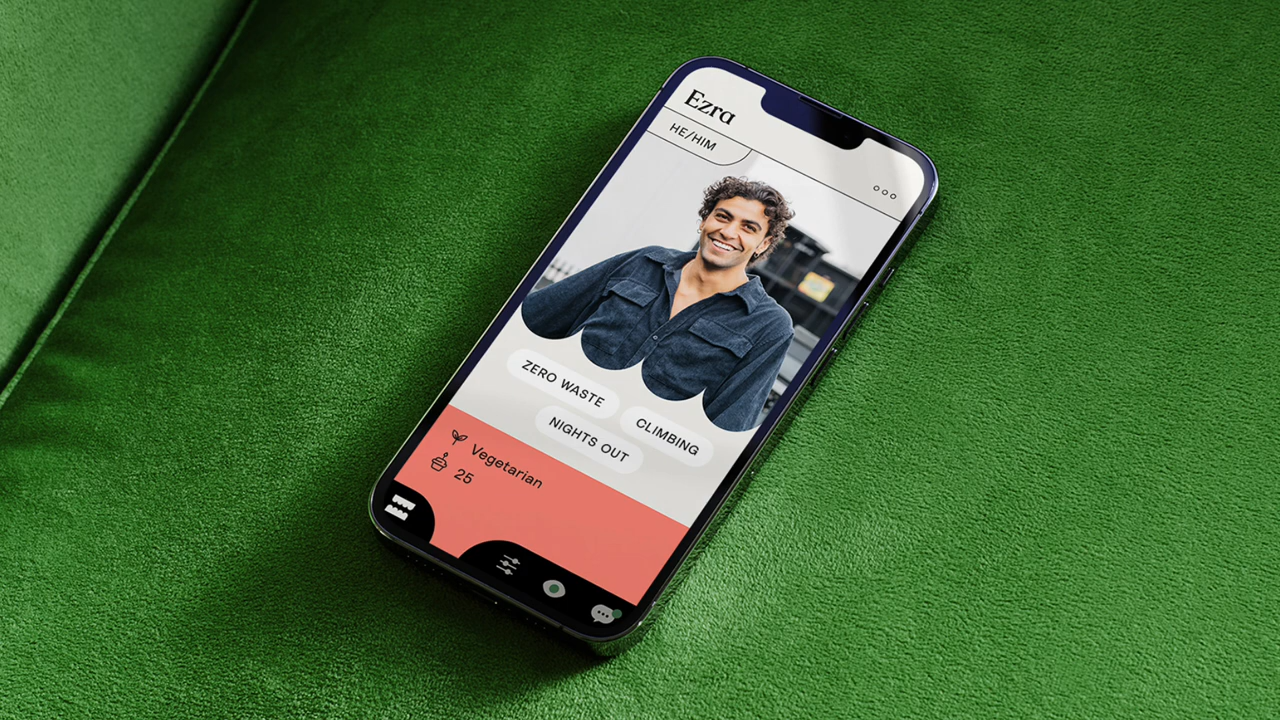 Ezra
HE/HIM
ZERO WASTE
CLIMBING
NIGHTS OUT
Vegetarian
25